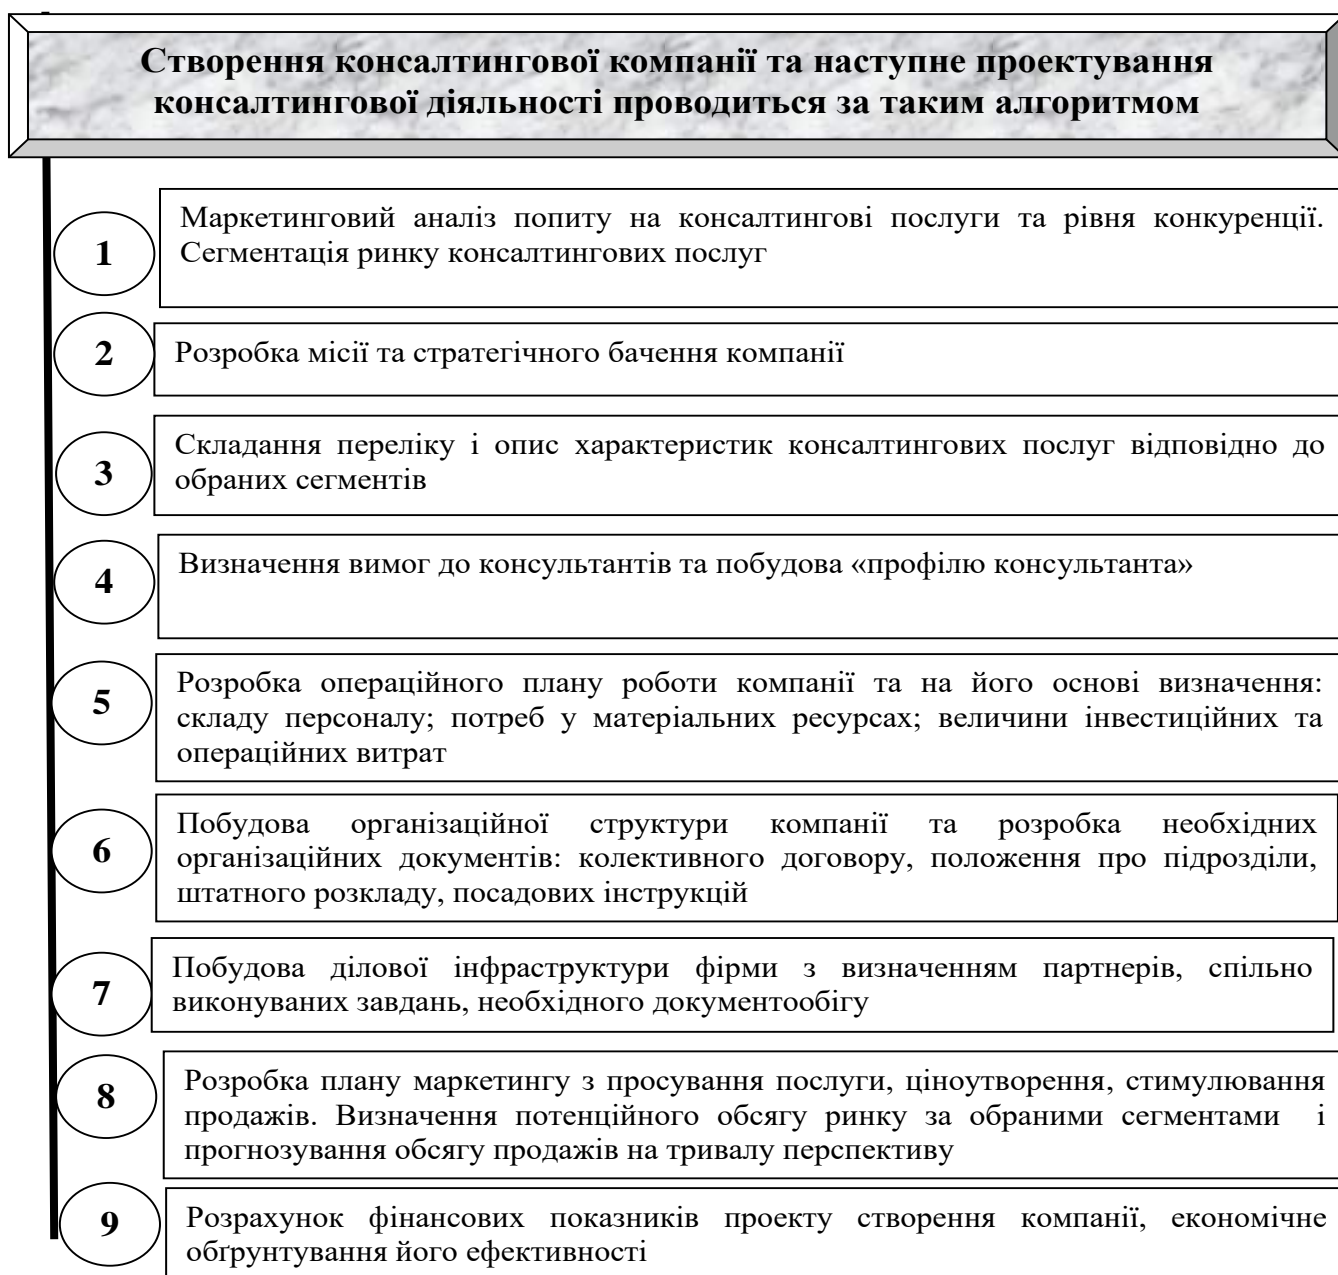 Створення консалтингової компанії та наступне проектування
консалтингової діяльності проводиться за таким алгоритмом
1
Маркетинговий аналіз попиту на консалтингові послуги та рівня конкуренції.
Сегментація ринку консалтингових послуг
2
Розробка місії та стратегічного бачення компанії
3
Складання переліку і опис характеристик консалтингових послуг відповідно до
обраних сегментів
4
Визначення вимог до консультантів та побудова «профілю консультанта»
5
Розробка операційного плану роботи компанії та на його основі визначення:
складу персоналу; потреб у матеріальних ресурсах; величини інвестиційних та
операційних витрат
6
Побудова організаційної структури компанії та розробка необхідних
організаційних документів: колективного договору, положення про підрозділи,
штатного розкладу, посадових інструкцій
7
Побудова ділової інфраструктури фірми з визначенням партнерів, спільно
виконуваних завдань, необхідного документообігу
8
Розробка плану маркетингу з просування послуги, ціноутворення, стимулювання
продажів. Визначення потенційного обсягу ринку за обраними сегментами і
прогнозування обсягу продажів на тривалу перспективу
9
Розрахунок фінансових показників проекту створення компанії, економічне
обґрунтування його ефективності